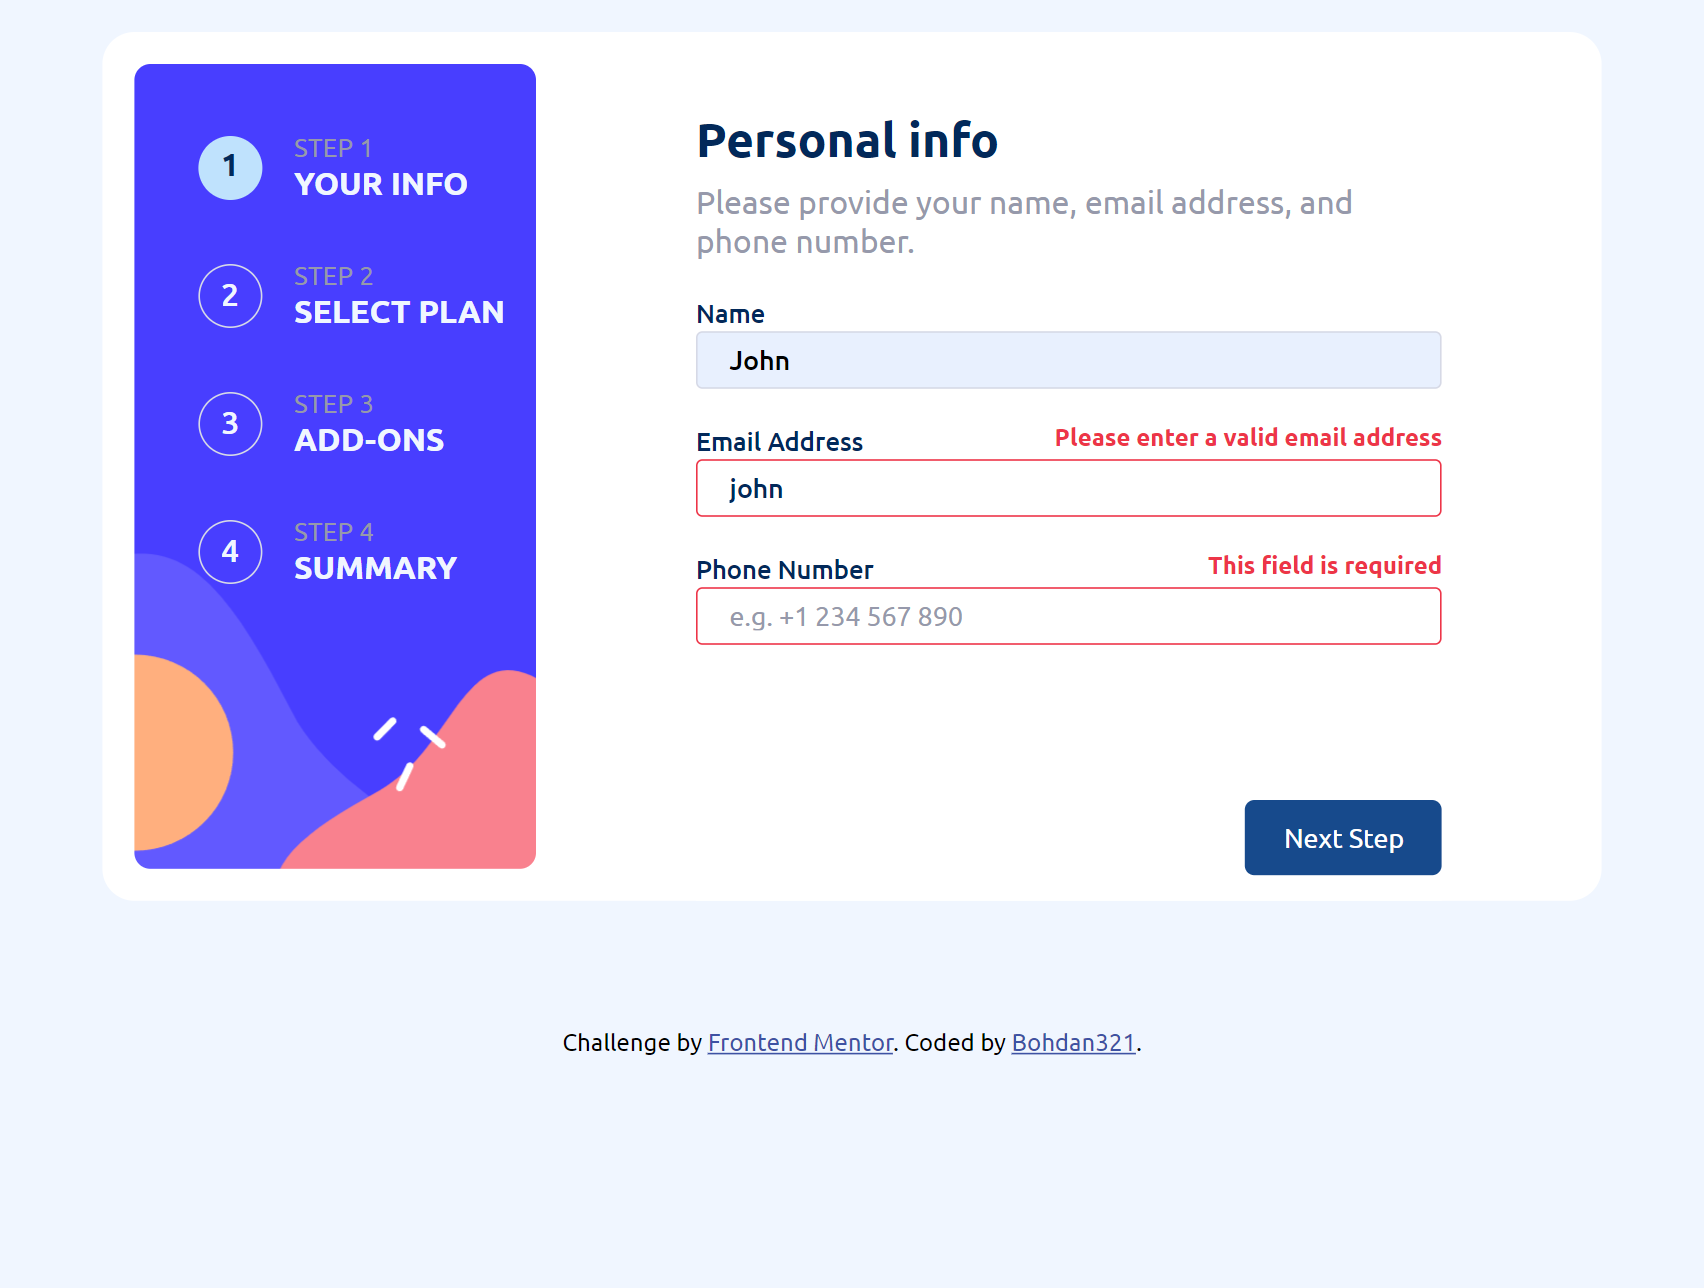 1
STEP 1
YOUR INFO
2
STEP 2
SELECT PLAN
3
STEP 3
ADD-ONS
4
STEP 4
SUMMARY
Personal info
Please provide your name, email address, and
phone number.
Name
John
Email Address
Please enter a valid email address
john
Phone Number
This field is required
e.g. +1 234 567 890
Next Step
Challenge by Frontend Mentor. Coded by Bohdan321.